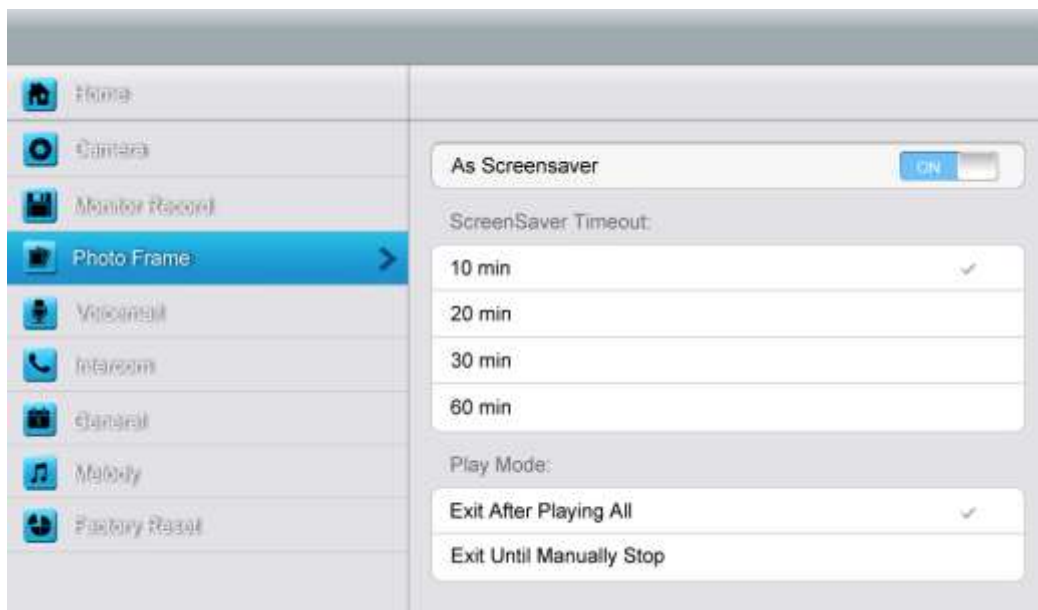 Home
Camera
Monitor Record
Photo Frame
Voicemail
Intercom
General
Melody
Factory Reset
As Screensaver
ON
ScreenSaver Timeout:
10 min
20 min
30 min
60 min
Play Mode:
Exit After Playing All
Exit Until Manually Stop